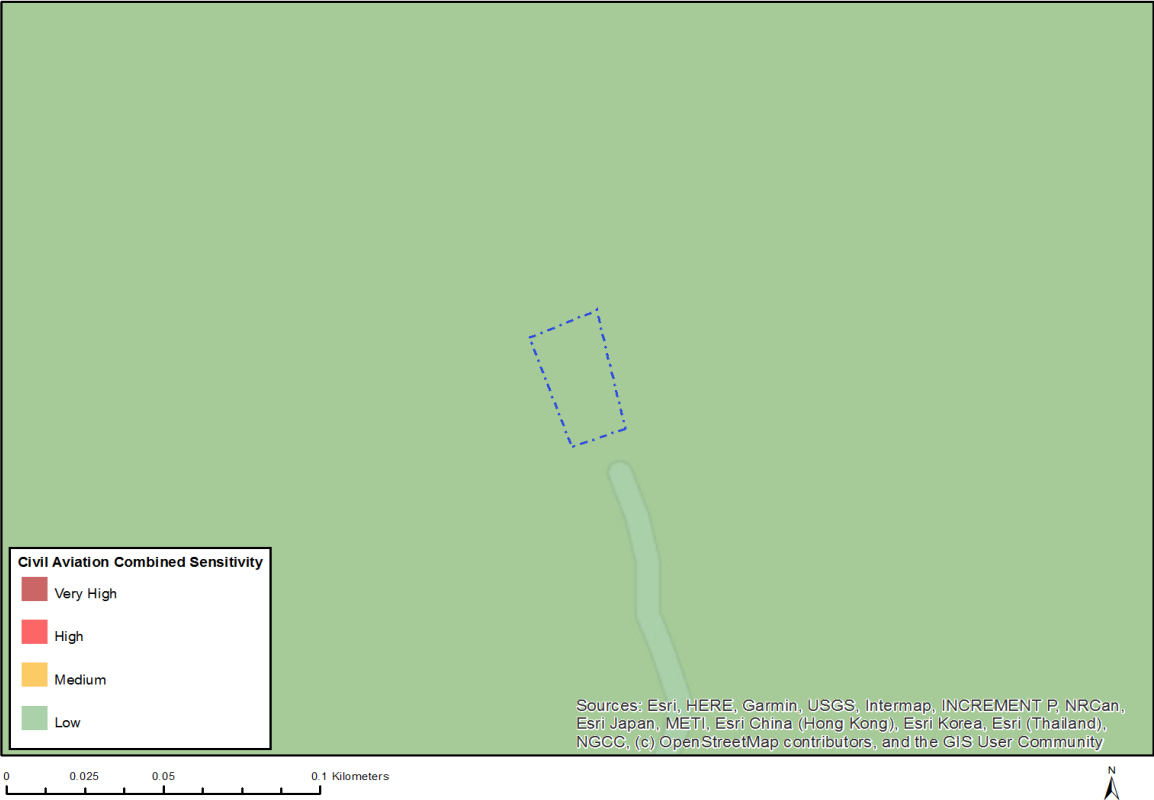 Civil Aviation Combined Sensitivity
Very High
High
Medium
Low
Sources: Esri, HERE, Garmin, USGS, Intermap, INCREMENT P, NRCan,
Esri Japan, METI, Esri China (Hong Kong), Esri Korea, Esri (Thailand),
NGCC, (c) OpenStreetMap contributors, and the GIS User Community
0 0.025 0.05 0.1 Kilometers
N